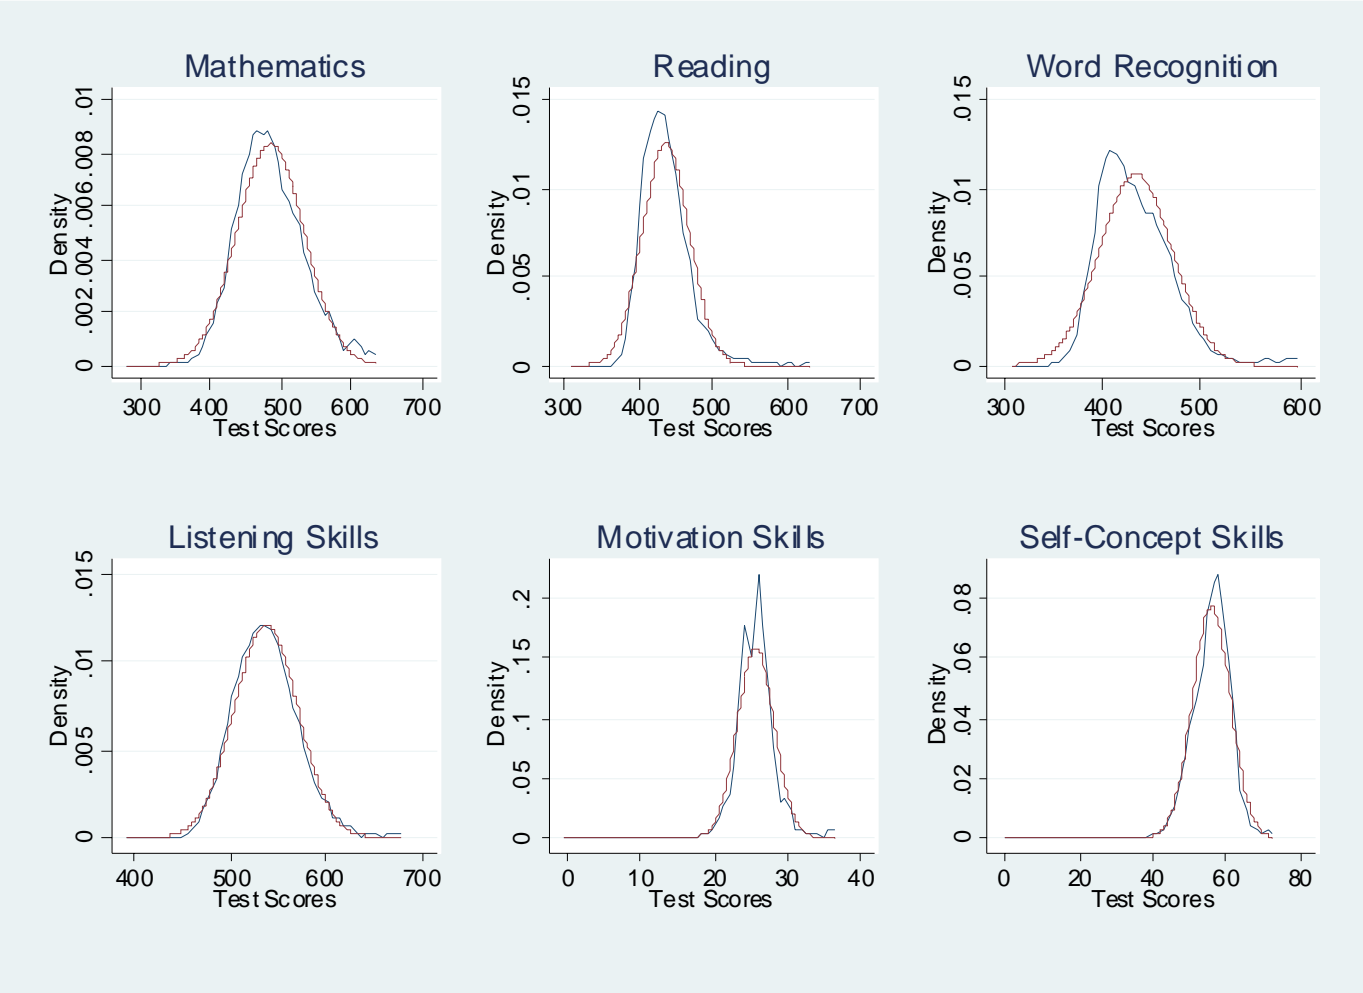 Mathematics
Density
0 .002 .004 .006 .008 .01
300 400 500 600 700
Test Scores
Reading
Density
0 .005 .01 .015
300 400 500 600 700
Test Scores
Word Recognition
Density
0 .005 .01 .015
300 400 500 600
Test Scores
Listening Skills
Density
0 .005 .01 .015
400 500 600 700
Test Scores
Motivation Skills
Density
0 .05 .1 .15 .2
0 10 20 30 40
Test Scores
Self-Concept Skills
Density
0 .02 .04 .06 .08
0 20 40 60 80
Test Scores